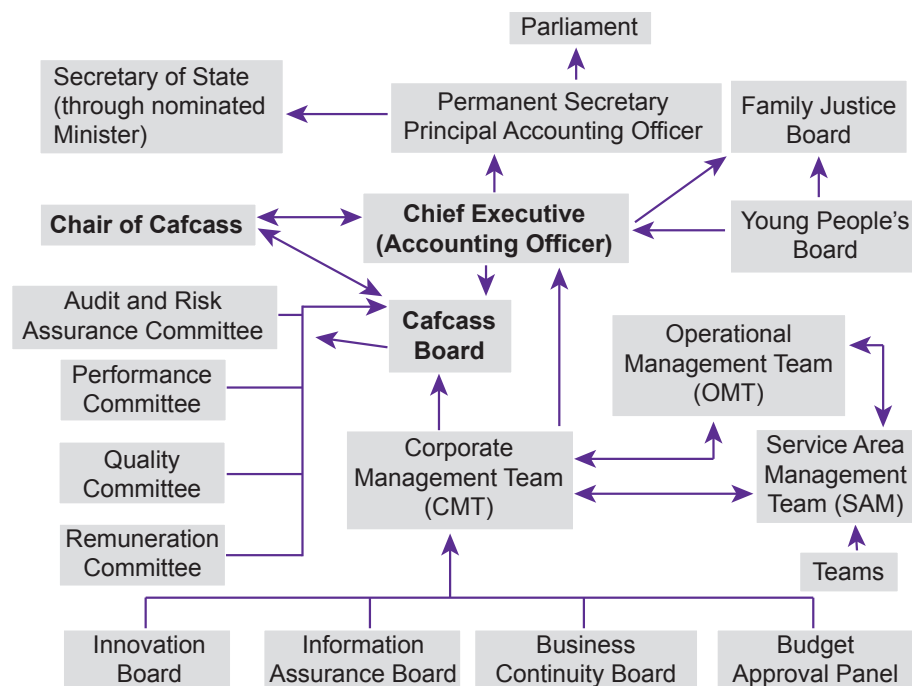 Parliament
Secretary of State
(through nominated
Minister)
Permanent Secretary
Principal Accounting Officer
Family Justice
Board
Chair of Cafcass
Chief Executive
(Accounting Officer)
Young People’s
Board
Audit and Risk
Assurance Committee
Cafcass
Board
Operational
Management Team
(OMT)
Performance
Committee
Corporate
Management Team
(CMT)
Service Area
Management
Team (SAM)
Quality
Committee
Remuneration
Committee
Teams
Innovation
Board
Information
Assurance Board
Business
Continuity Board
Budget
Approval Panel